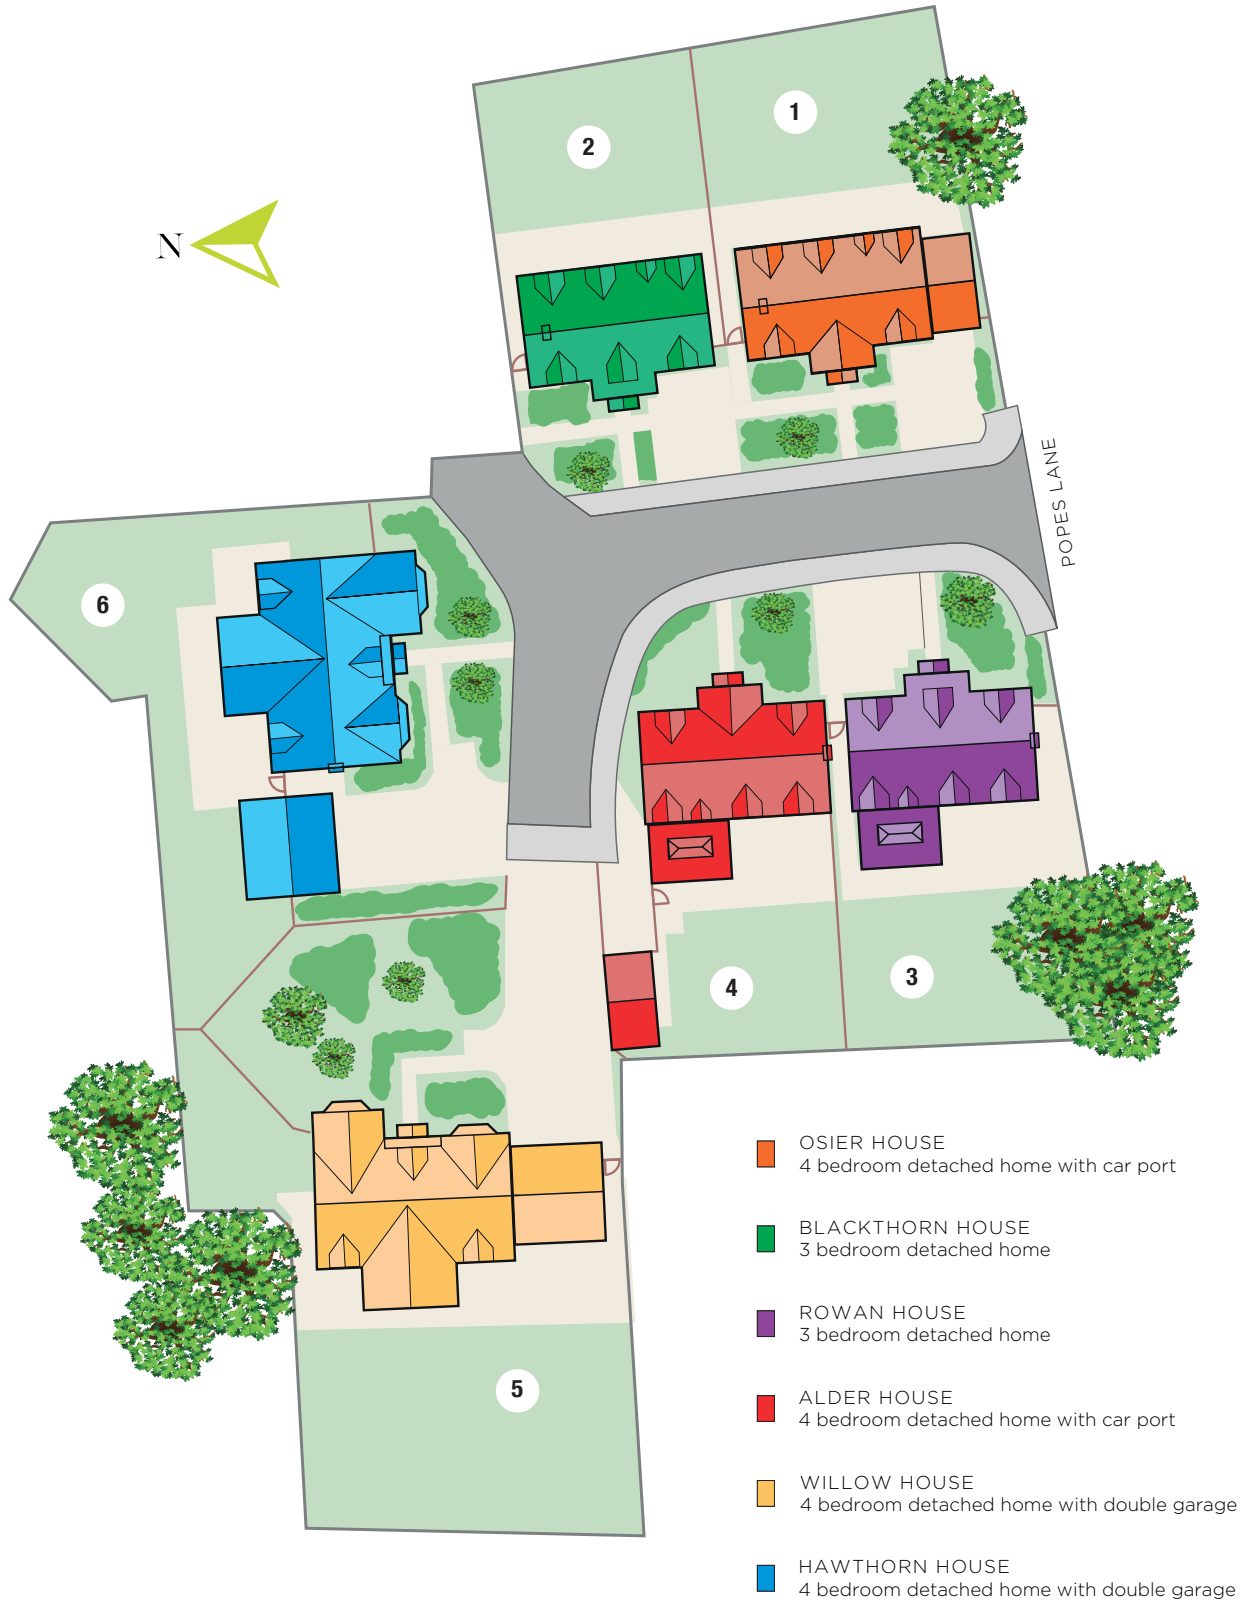 2
1
N
POPES LANE
6
4
3
5
OSIER HOUSE
4 bedroom detached home with car port
BLACKTHORN HOUSE
3 bedroom detached home
ROWAN HOUSE
3 bedroom detached home
ALDER HOUSE
4 bedroom detached home with car port
WILLOW HOUSE
4 bedroom detached home with double garage
HAWTHORN HOUSE
4 bedroom detached home with double garage